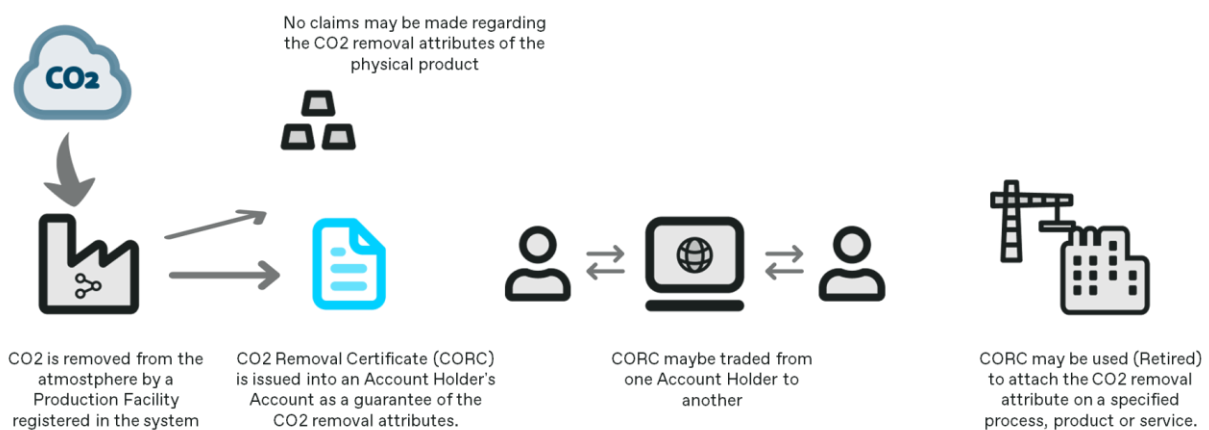 No claims may be made regarding
the CO2 removal attributes of the
physical product
CO2
CO2 is removed from the
atmostphere by a
Production Facility
registered in the system
CO2 Removal Certificate (CORC)
is issued into an Account Holder's
Account as a guarantee of the
CO2 removal attributes.
CORC maybe traded from
one Account Holder to
another
CORC may be used (Retired)
to attach the CO2 removal
attribute on a specified
process, product or service.